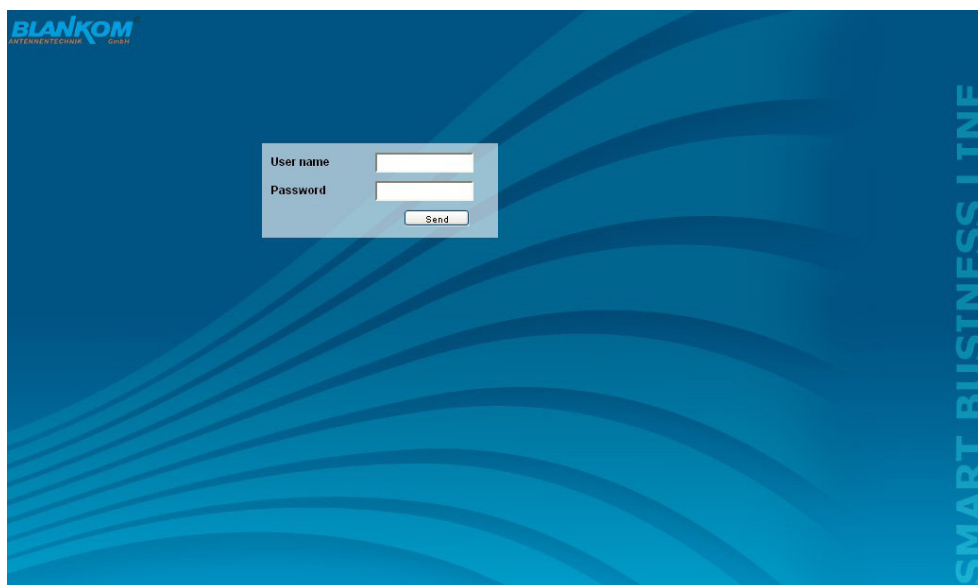 BLANKOM
ANTENNENTECHNIK GmbH
User name
Password
Send
SMART BUSINESS LINE